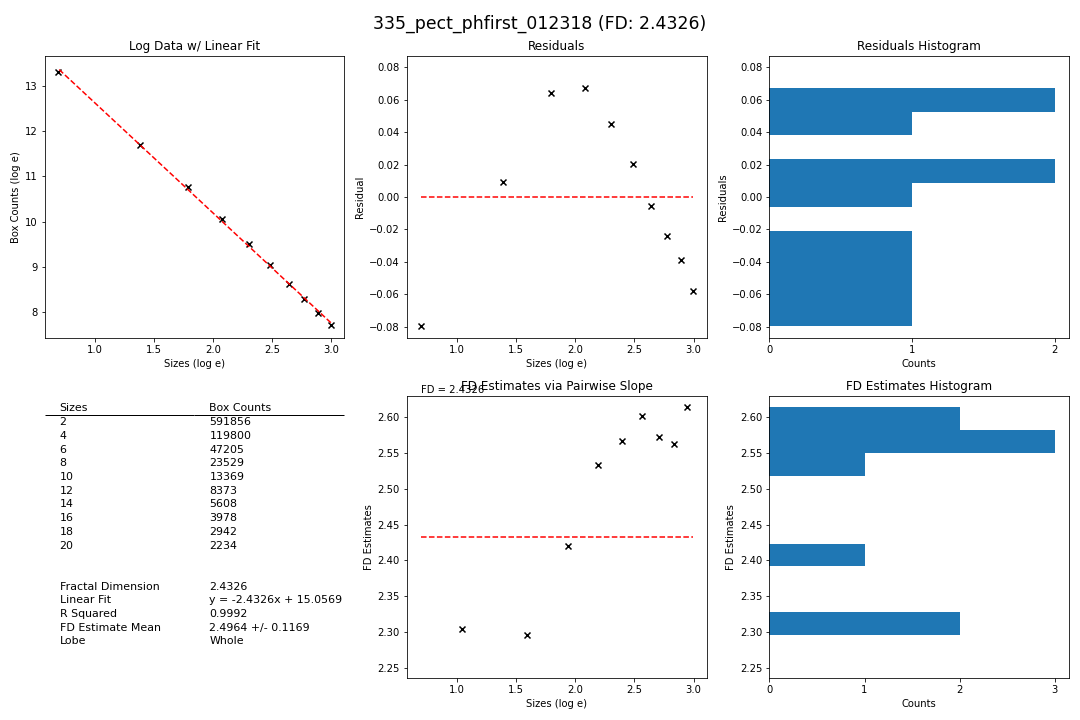 335_pect_phfirst_012318 (FD: 2.4326)
Log Data w/ Linear Fit
13
12
11
10
9
8
1.0 1.5 2.0 2.5 3.0
Box Counts (log e)
Sizes (log e)
Residuals
0.08
0.06
0.04
0.02
0.00
−0.02
−0.04
−0.06
−0.08
1.0 1.5 2.0 2.5 3.0
Residual
Sizes (log e)
Residuals Histogram
0.08
0.06
0.04
0.02
0.00
−0.02
−0.04
−0.06
−0.08
0 1 2
Residuals
Counts
Sizes Box Counts
2 591856
4 119800
6 47205
8 23529
10 13369
12 8373
14 5608
16 3978
18 2942
20 2234
Fractal Dimension 2.4326
Linear Fit y = -2.4326x + 15.0569
R Squared 0.9992
FD Estimate Mean 2.4964 +/- 0.1169
Lobe Whole
FD Estimates via Pairwise Slope
FD = 2.4326
2.60
2.55
2.50
2.45
2.40
2.35
2.30
2.25
1.0 1.5 2.0 2.5 3.0
FD Estimates
Sizes (log e)
FD Estimates Histogram
2.60
2.55
2.50
2.45
2.40
2.35
2.30
2.25
0 1 2 3
FD Estimates
Counts